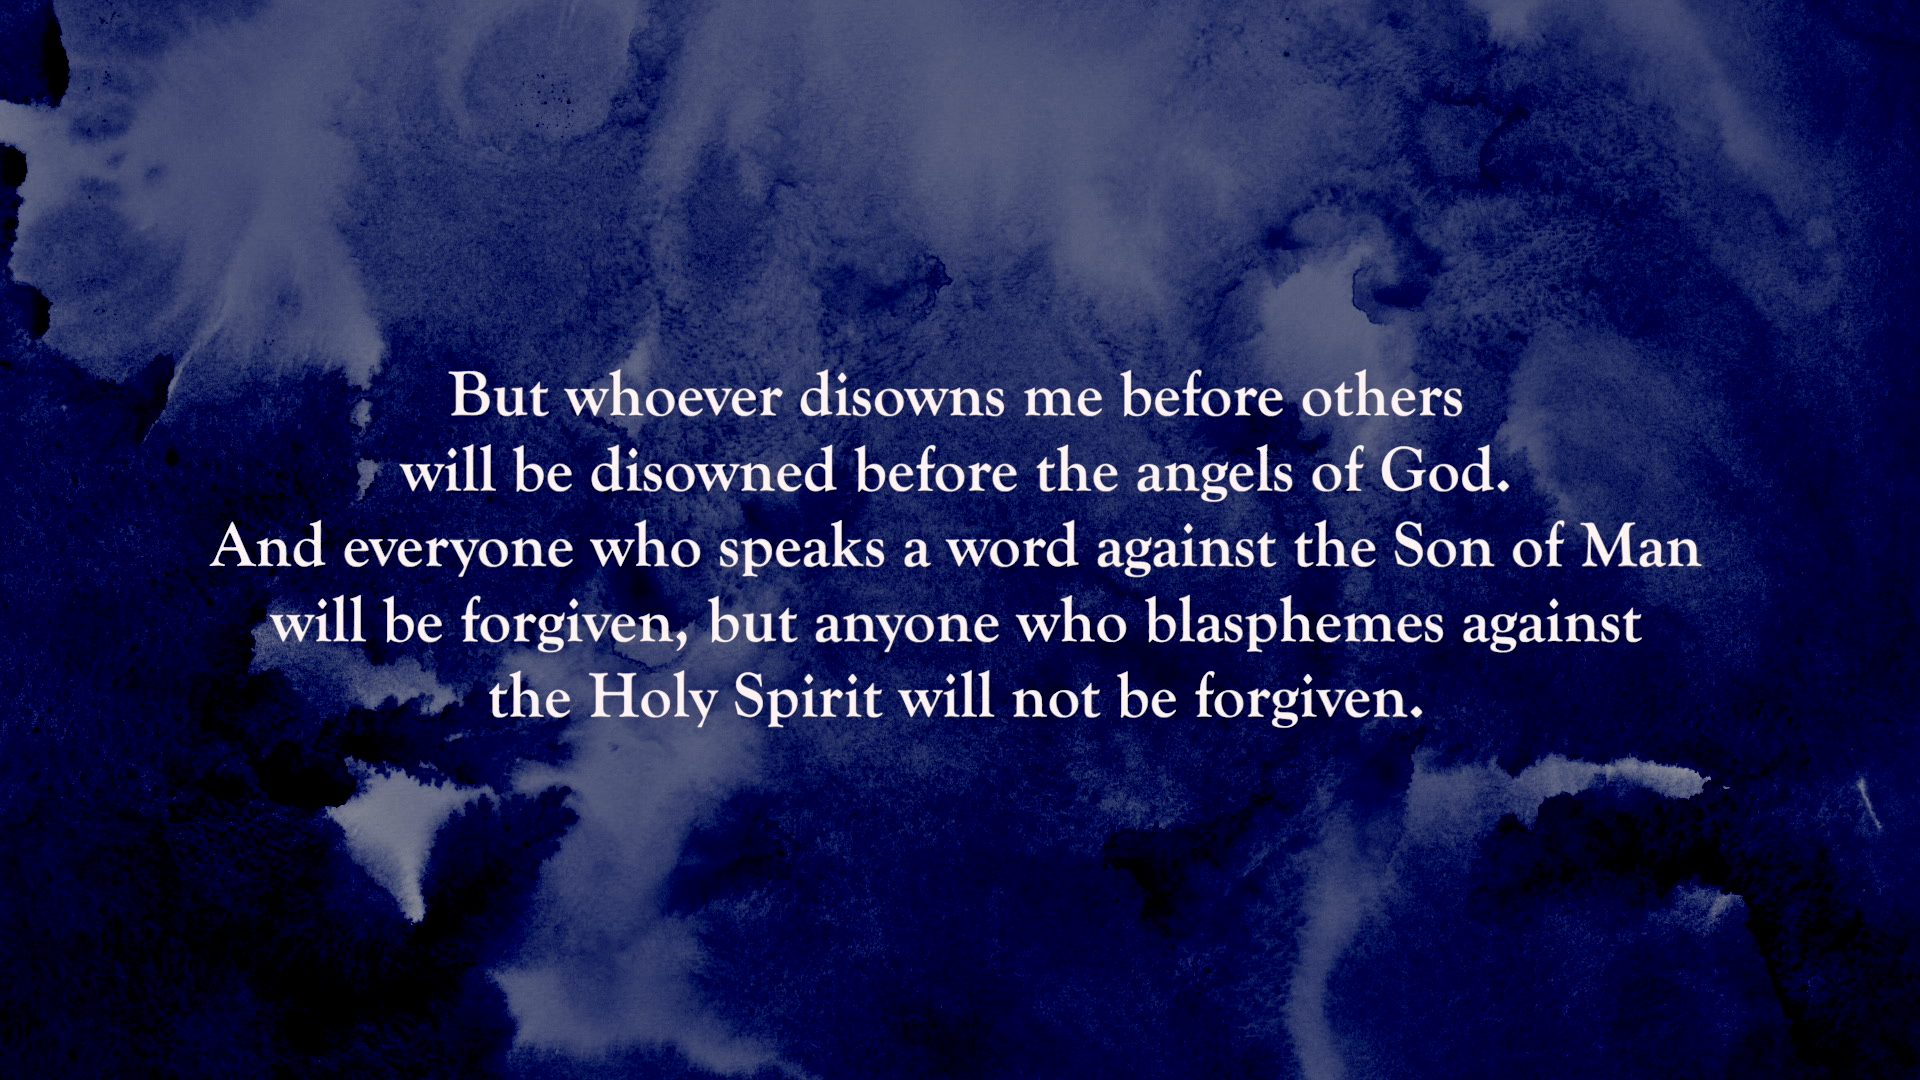 But whoever disowns me before others
will be disowned before the angels of God.
And everyone who speaks a word against the Son of Man
will be forgiven, but anyone who blasphemes against
the Holy Spirit will not be forgiven.